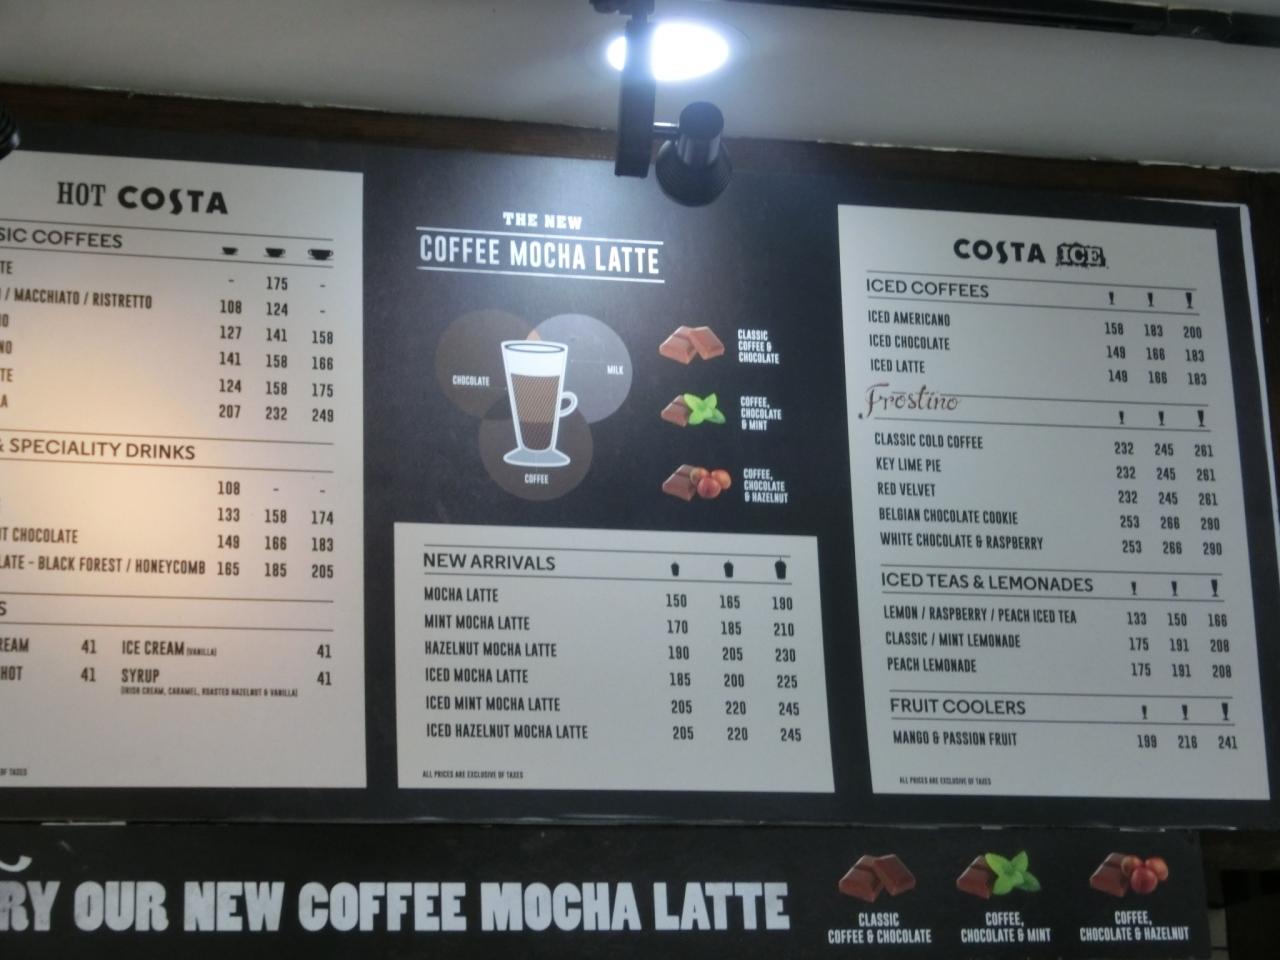 HOT COSTA
SIC COFFEES
TE - 175 -
/ MACCHIATO / RISTRETTO 108 124 -
127 141 158
141 158 166
TE 124 158 175
207 232 249
& SPECIALITY DRINKS
108 - -
133 158 174
T CHOCOLATE 149 166 183
LATE - BLACK FOREST / HONEYCOMB 165 185 205
REAM 41 ICE CREAM (VANILLA) 41
HOT 41 SYRUP 41
(IRISH CREAM, CARAMEL, ROASTED HAZELNUT & VANILLA)
OF TAXES
THE NEW
COFFEE MOCHA LATTE
CHOCOLATE
MILK
COFFEE
CLASSIC
COFFEE &
CHOCOLATE
COFFEE,
CHOCOLATE
& MINT
COFFEE,
CHOCOLATE
& HAZELNUT
NEW ARRIVALS
MOCHA LATTE 150 165 190
MINT MOCHA LATTE 170 185 210
HAZELNUT MOCHA LATTE 190 205 230
ICED MOCHA LATTE 185 200 225
ICED MINT MOCHA LATTE 205 220 245
ICED HAZELNUT MOCHA LATTE 205 220 245
ALL PRICES ARE EXCLUSIVE OF TAXES
COSTA ICE
ICED COFFEES
ICED AMERICANO 158 183 200
ICED CHOCOLATE 149 166 183
ICED LATTE 149 166 183
Frostino
CLASSIC COLD COFFEE 232 245 261
KEY LIME PIE 232 245 261
RED VELVET 232 245 261
BELGIAN CHOCOLATE COOKIE 253 266 290
WHITE CHOCOLATE & RASPBERRY 253 266 290
ICED TEAS & LEMONADES
LEMON / RASPBERRY / PEACH ICED TEA 133 150 166
CLASSIC / MINT LEMONADE 175 191 208
PEACH LEMONADE 175 191 208
FRUIT COOLERS
MANGO & PASSION FRUIT 199 216 241
ALL PRICES ARE EXCLUSIVE OF TAXES
RY OUR NEW COFFEE MOCHA LATTE
CLASSIC
COFFEE & CHOCOLATE
COFFEE,
CHOCOLATE & MINT
COFFEE,
CHOCOLATE & HAZELNUT